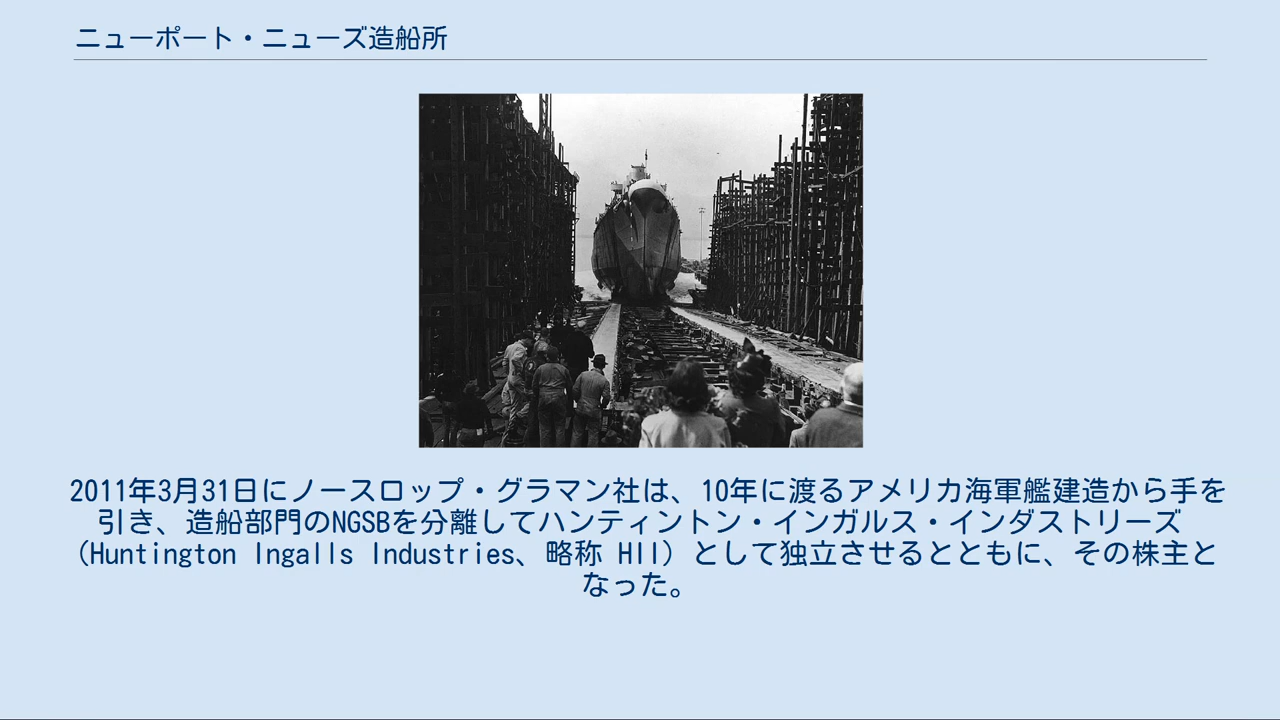 ニューポート・ニューズ造船所
2011年3月31日にノースロップ・グラマン社は、10年に渡るアメリカ海軍艦建造から手を
引き、造船部門のNGSBを分離してハンティントン・インガルス・インダストリーズ
（Huntington Ingalls Industries、略称 HII）として独立させるとともに、その株主と
なった。